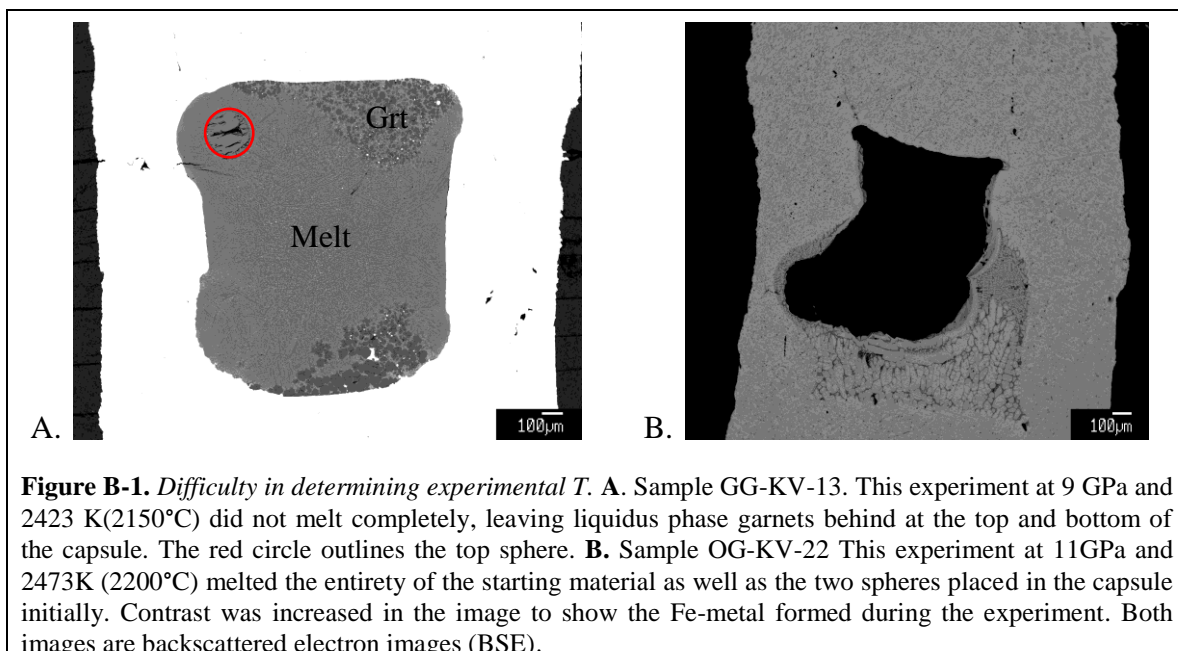 Grt
Melt
100µm
100µm
A.
B.
Figure B-1. Difficulty in determining experimental T. A. Sample GG-KV-13. This experiment at 9 GPa and
2423 K(2150°C) did not melt completely, leaving liquidus phase garnets behind at the top and bottom of
the capsule. The red circle outlines the top sphere. B. Sample OG-KV-22 This experiment at 11GPa and
2473K (2200°C) melted the entirety of the starting material as well as the two spheres placed in the capsule
initially. Contrast was increased in the image to show the Fe-metal formed during the experiment. Both
images are backscattered electron images (BSE).